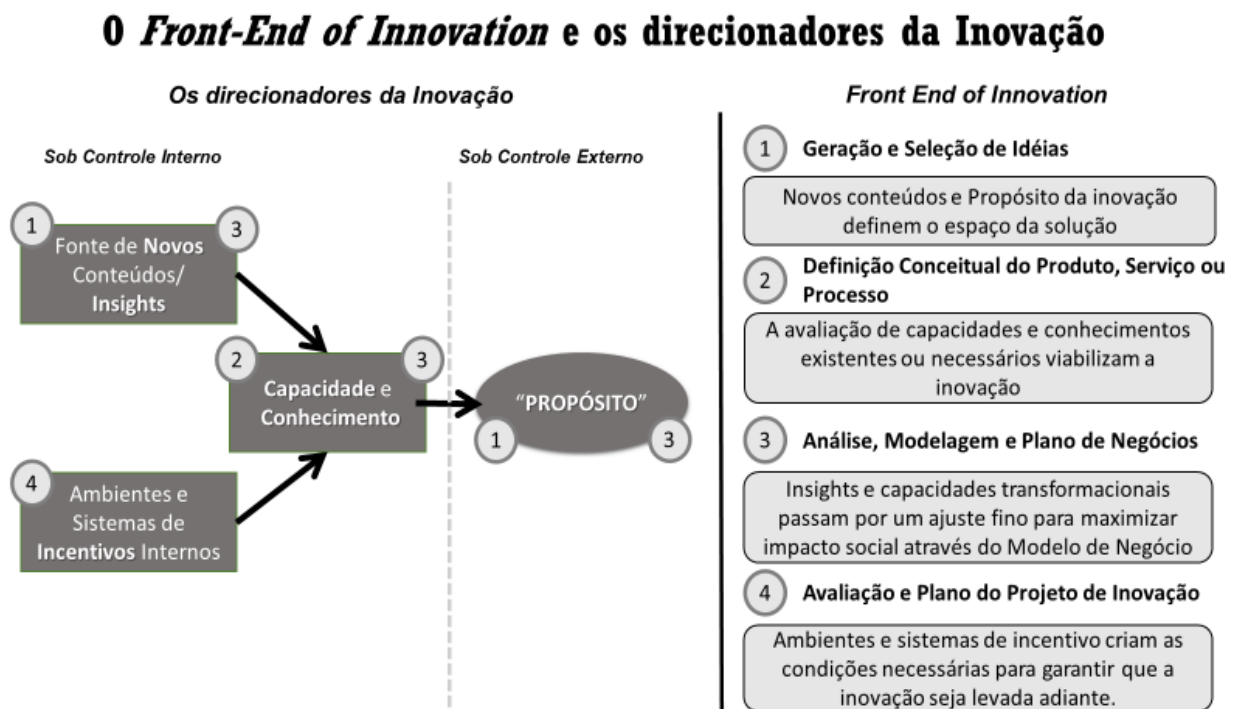 O Front-End of Innovation e os direcionadores da Inovação
Os direcionadores da Inovação
Sob Controle Interno
Sob Controle Externo
1
3
Fonte de Novos
Conteúdos/
Insights
2
3
Capacidade e
Conhecimento
“PROPÓSITO”
1
3
4
Ambientes e
Sistemas de
Incentivos Internos
Front End of Innovation
1
Geração e Seleção de Idéias
Novos conteúdos e Propósito da inovação
definem o espaço da solução
2
Definição Conceitual do Produto, Serviço ou
Processo
A avaliação de capacidades e conhecimentos
existentes ou necessários viabilizam a
inovação
3
Análise, Modelagem e Plano de Negócios
Insights e capacidades transformacionais
passam por um ajuste fino para maximizar
impacto social através do Modelo de Negócio
4
Avaliação e Plano do Projeto de Inovação
Ambientes e sistemas de incentivo criam as
condições necessárias para garantir que a
inovação seja levada adiante.